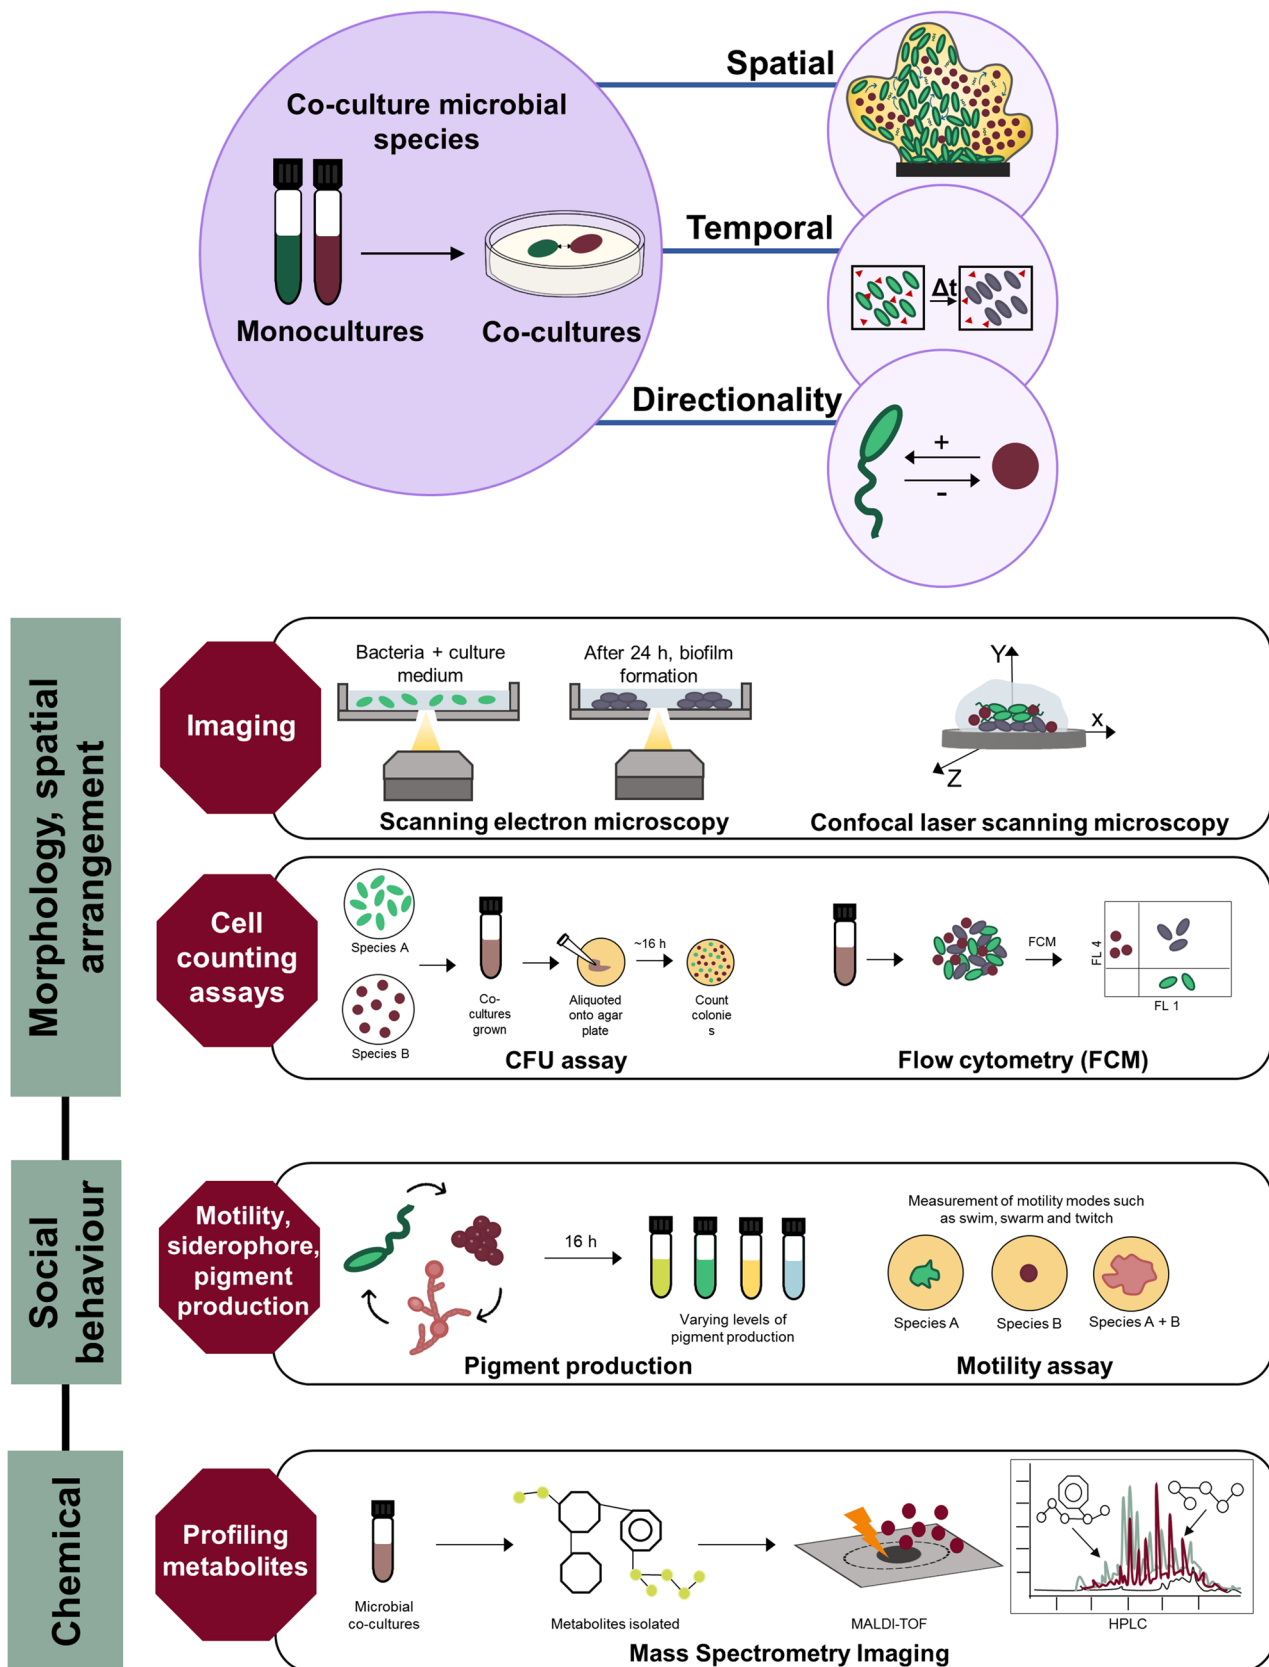 Co-culture microbial
species
Monocultures
Co-cultures
Spatial
Temporal
Δt
Directionality
+
-
Morphology, spatial
arrangement
Imaging
Bacteria + culture
medium
After 24 h, biofilm
formation
Scanning electron microscopy
Y
x
Z
Confocal laser scanning microscopy
Cell
counting
assays
Species A
Species B
Co-
cultures
grown
Aliquoted
onto agar
plate
~16 h
Count
colonie
s
CFU assay
FCM
FL 4
FL 1
Flow cytometry (FCM)
Social
behaviour
Motility,
siderophore,
pigment
production
16 h
Varying levels of
pigment production
Pigment production
Measurement of motility modes such
as swim, swarm and twitch
Species A
Species B
Species A + B
Motility assay
Chemical
Profiling
metabolites
Microbial
co-cultures
Metabolites isolated
MALDI-TOF
HPLC
Mass Spectrometry Imaging